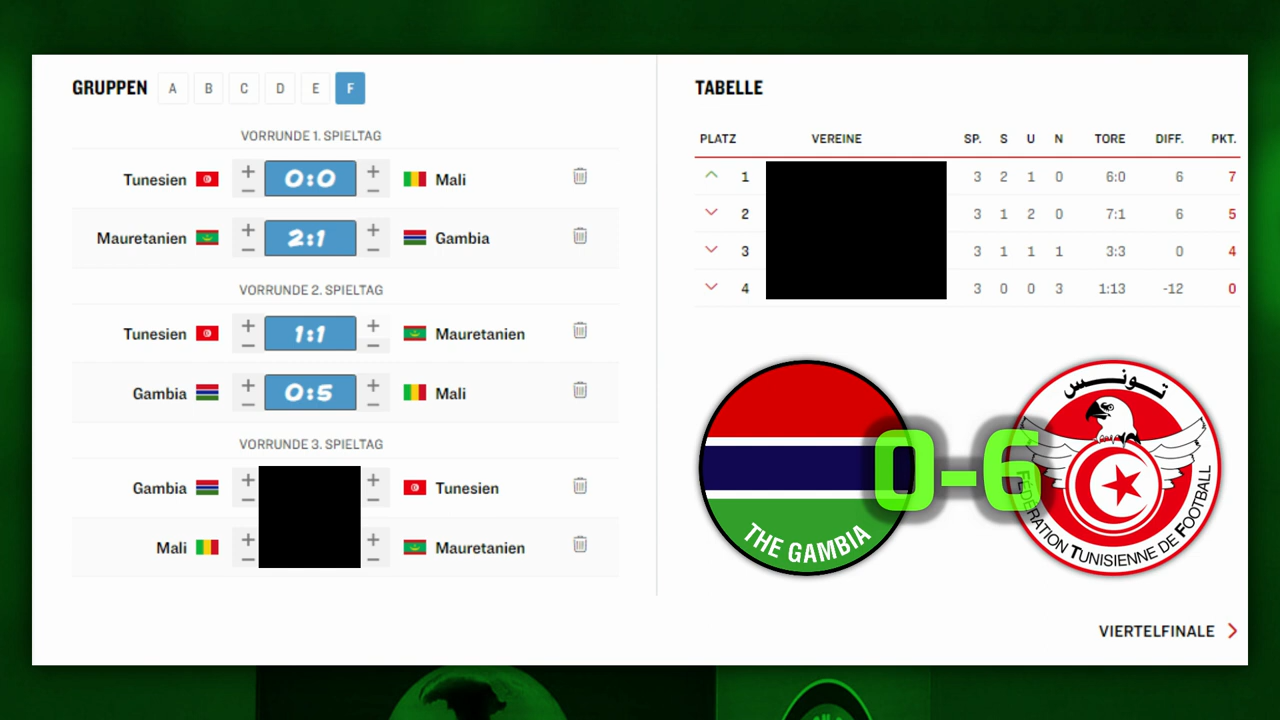 GRUPPEN A B C D E F
VORRUNDE 1. SPIELTAG
Tunesien + − 0:0 + − Mali
Mauretanien + − 2:1 + − Gambia
VORRUNDE 2. SPIELTAG
Tunesien + − 1:1 + − Mauretanien
Gambia + − 0:5 + − Mali
VORRUNDE 3. SPIELTAG
Gambia + − + − Tunesien
Mali + − + − Mauretanien
TABELLE
PLATZ VEREINE SP. S U N TORE DIFF. PKT.
1 3 2 1 0 6:0 6 7
2 3 1 2 0 7:1 6 5
3 3 1 1 1 3:3 0 4
4 3 0 0 3 1:13 -12 0
THE GAMBIA
0-6
تونس
FÉDÉRATION TUNISIENNE DE FOOTBALL
VIERTELFINALE